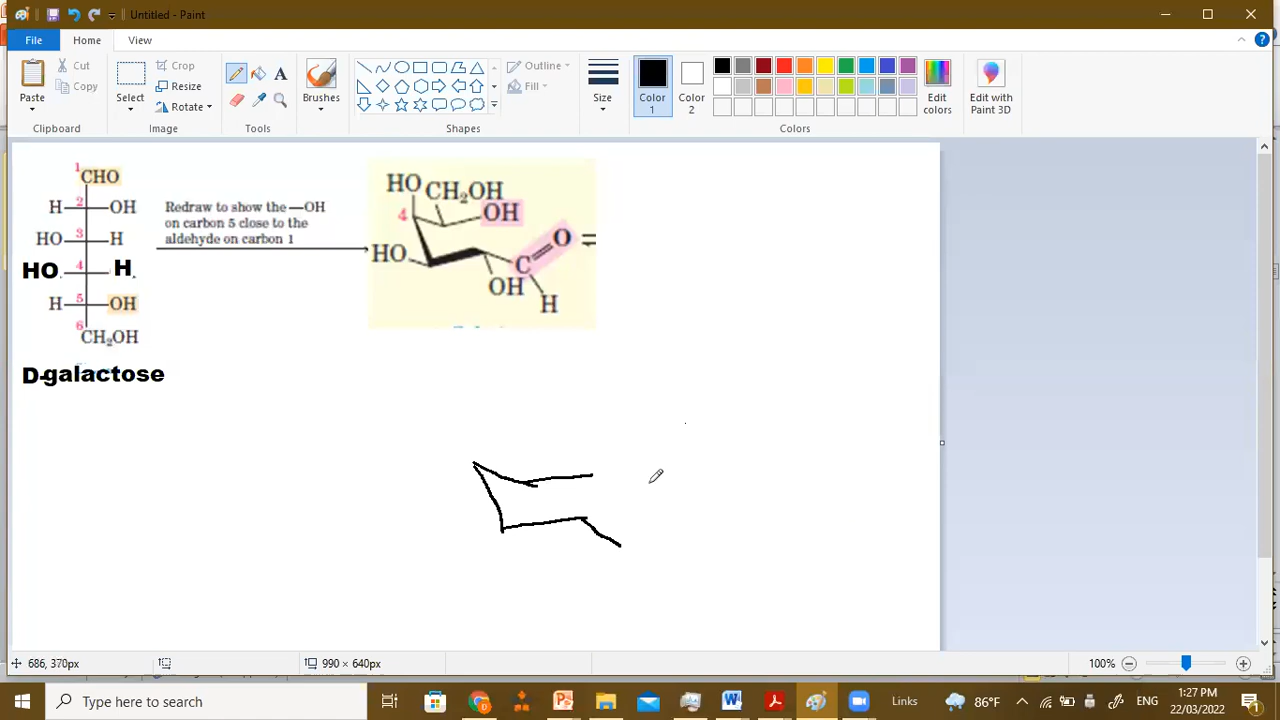 Untitled - Paint
File Home View
Paste
Cut
Copy
Clipboard
Select
Crop
Resize
Rotate
Image
A
Tools
Brushes
Outline
Fill
Shapes
Size
Color 1
Color 2
Edit colors
Colors
Edit with Paint 3D
1 CHO
H 2 OH
HO 3 H
HO 4 H
H 5 OH
6 CH₂OH
D-galactose
Redraw to show the —OH
on carbon 5 close to the
aldehyde on carbon 1
HO CH₂OH
4 OH
HO C O =
OH H
686, 370px
990 × 640px
100%
Type here to search
Links
86°F
ENG
1:27 PM
22/03/2022